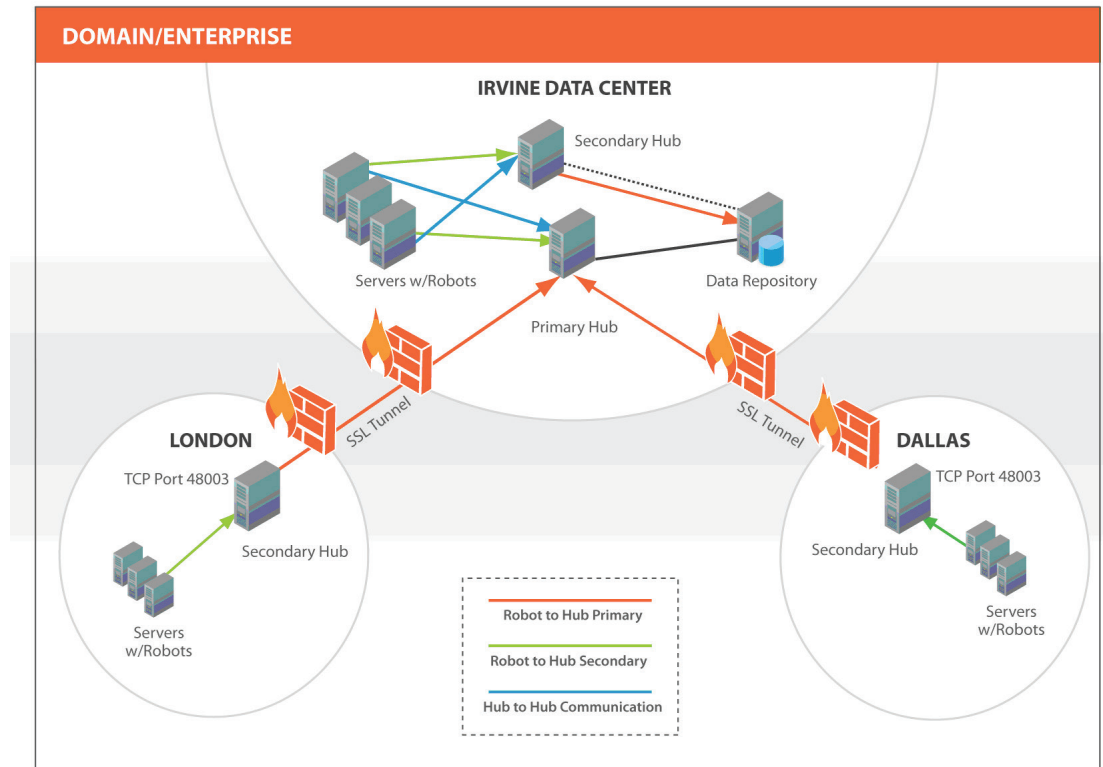 DOMAIN/ENTERPRISE
IRVINE DATA CENTER
Secondary Hub
Servers w/Robots
Data Repository
Primary Hub
SSL Tunnel
SSL Tunnel
LONDON
TCP Port 48003
Secondary Hub
Servers
w/Robots
DALLAS
TCP Port 48003
Secondary Hub
Servers
w/Robots
Robot to Hub Primary
Robot to Hub Secondary
Hub to Hub Communication